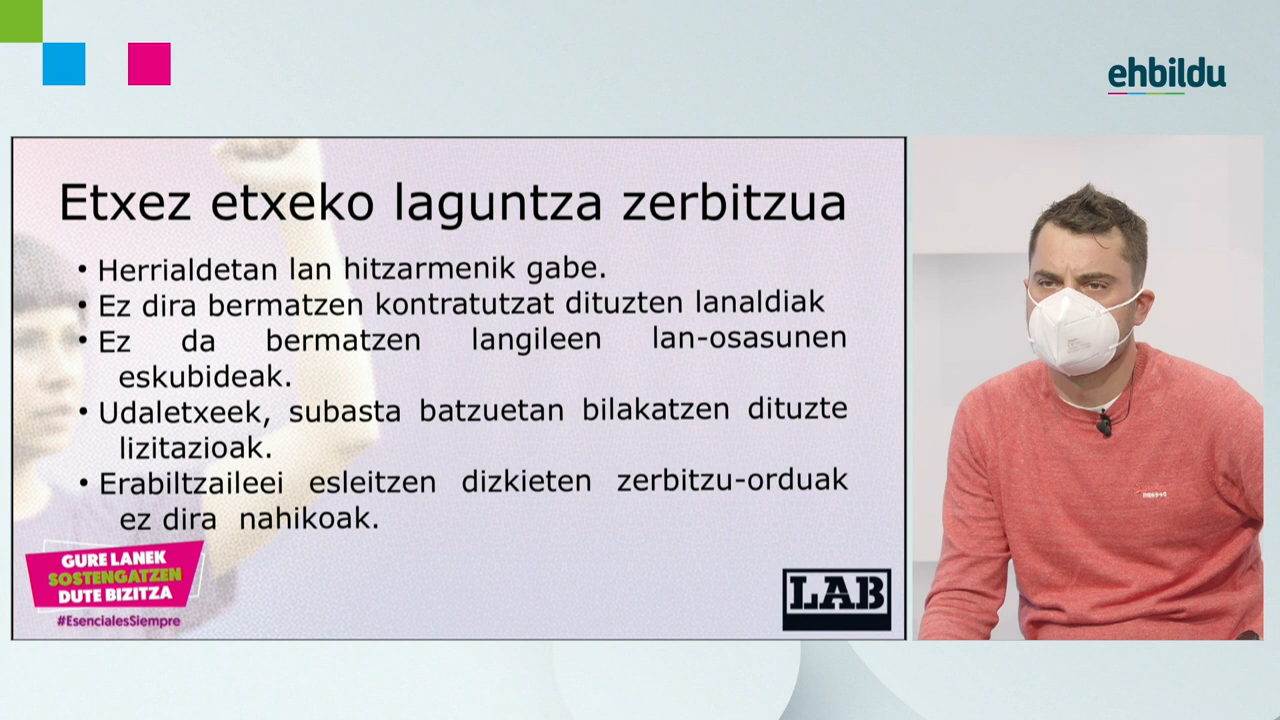 ehbildu
Etxez etxeko laguntza zerbitzua
• Herrialdetan lan hitzarmenik gabe.
• Ez dira bermatzen kontratutzat dituzten lanaldiak
• Ez da bermatzen langileen lan-osasunen
eskubideak.
• Udaletxeek, subasta batzuetan bilakatzen dituzte
lizitazioak.
• Erabiltzaileei esleitzen dizkieten zerbitzu-orduak
ez dira nahikoak.
GURE LANEK
SOSTENGATZEN
DUTE BIZITZA
#EsencialesSiempre
LAB